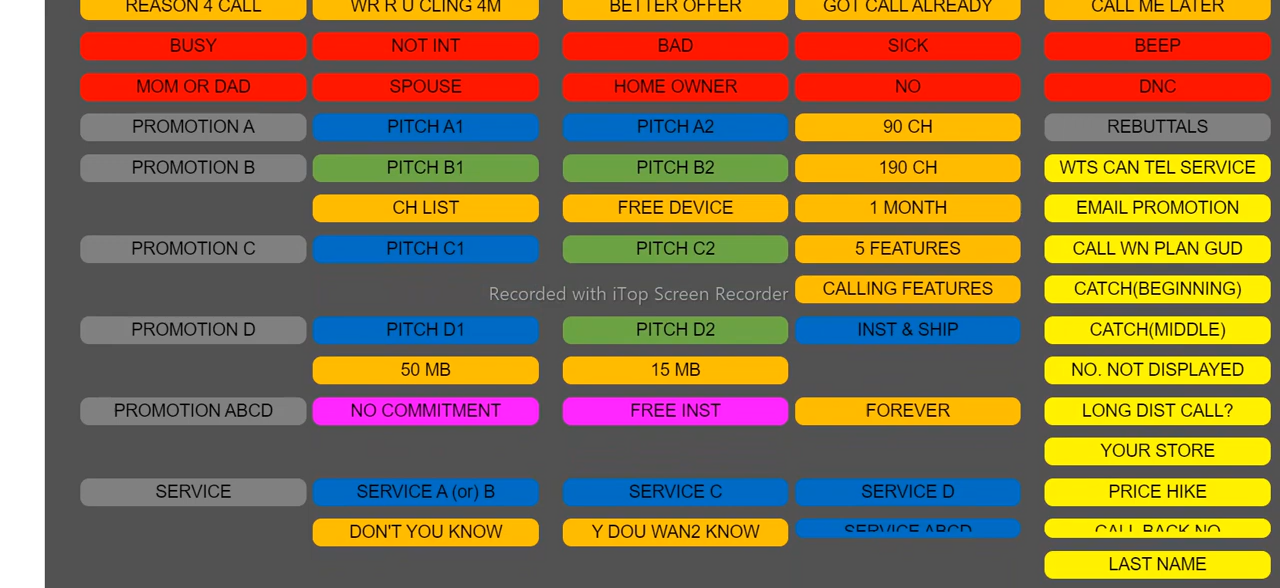 REASON 4 CALL WR R U CLING 4M BETTER OFFER GOT CALL ALREADY CALL ME LATER
BUSY NOT INT BAD SICK BEEP
MOM OR DAD SPOUSE HOME OWNER NO DNC
PROMOTION A PITCH A1 PITCH A2 90 CH REBUTTALS
PROMOTION B PITCH B1 PITCH B2 190 CH WTS CAN TEL SERVICE
CH LIST FREE DEVICE 1 MONTH EMAIL PROMOTION
PROMOTION C PITCH C1 PITCH C2 5 FEATURES CALL WN PLAN GUD
Recorded with iTop Screen Recorder CALLING FEATURES CATCH(BEGINNING)
PROMOTION D PITCH D1 PITCH D2 INST & SHIP CATCH(MIDDLE)
50 MB 15 MB NO. NOT DISPLAYED
PROMOTION ABCD NO COMMITMENT FREE INST FOREVER LONG DIST CALL?
YOUR STORE
SERVICE SERVICE A (or) B SERVICE C SERVICE D PRICE HIKE
DON'T YOU KNOW Y DOU WAN2 KNOW SERVICE ABCD CALL BACK NO
LAST NAME